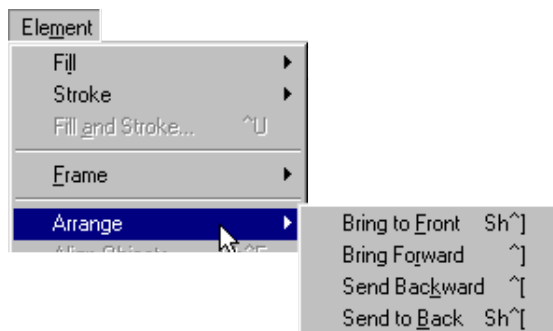 Element
Fill
Stroke
Fill and Stroke... ^U
Frame
Arrange
Bring to Front Sh^]
Bring Forward ^]
Send Backward ^[
Send to Back Sh^[